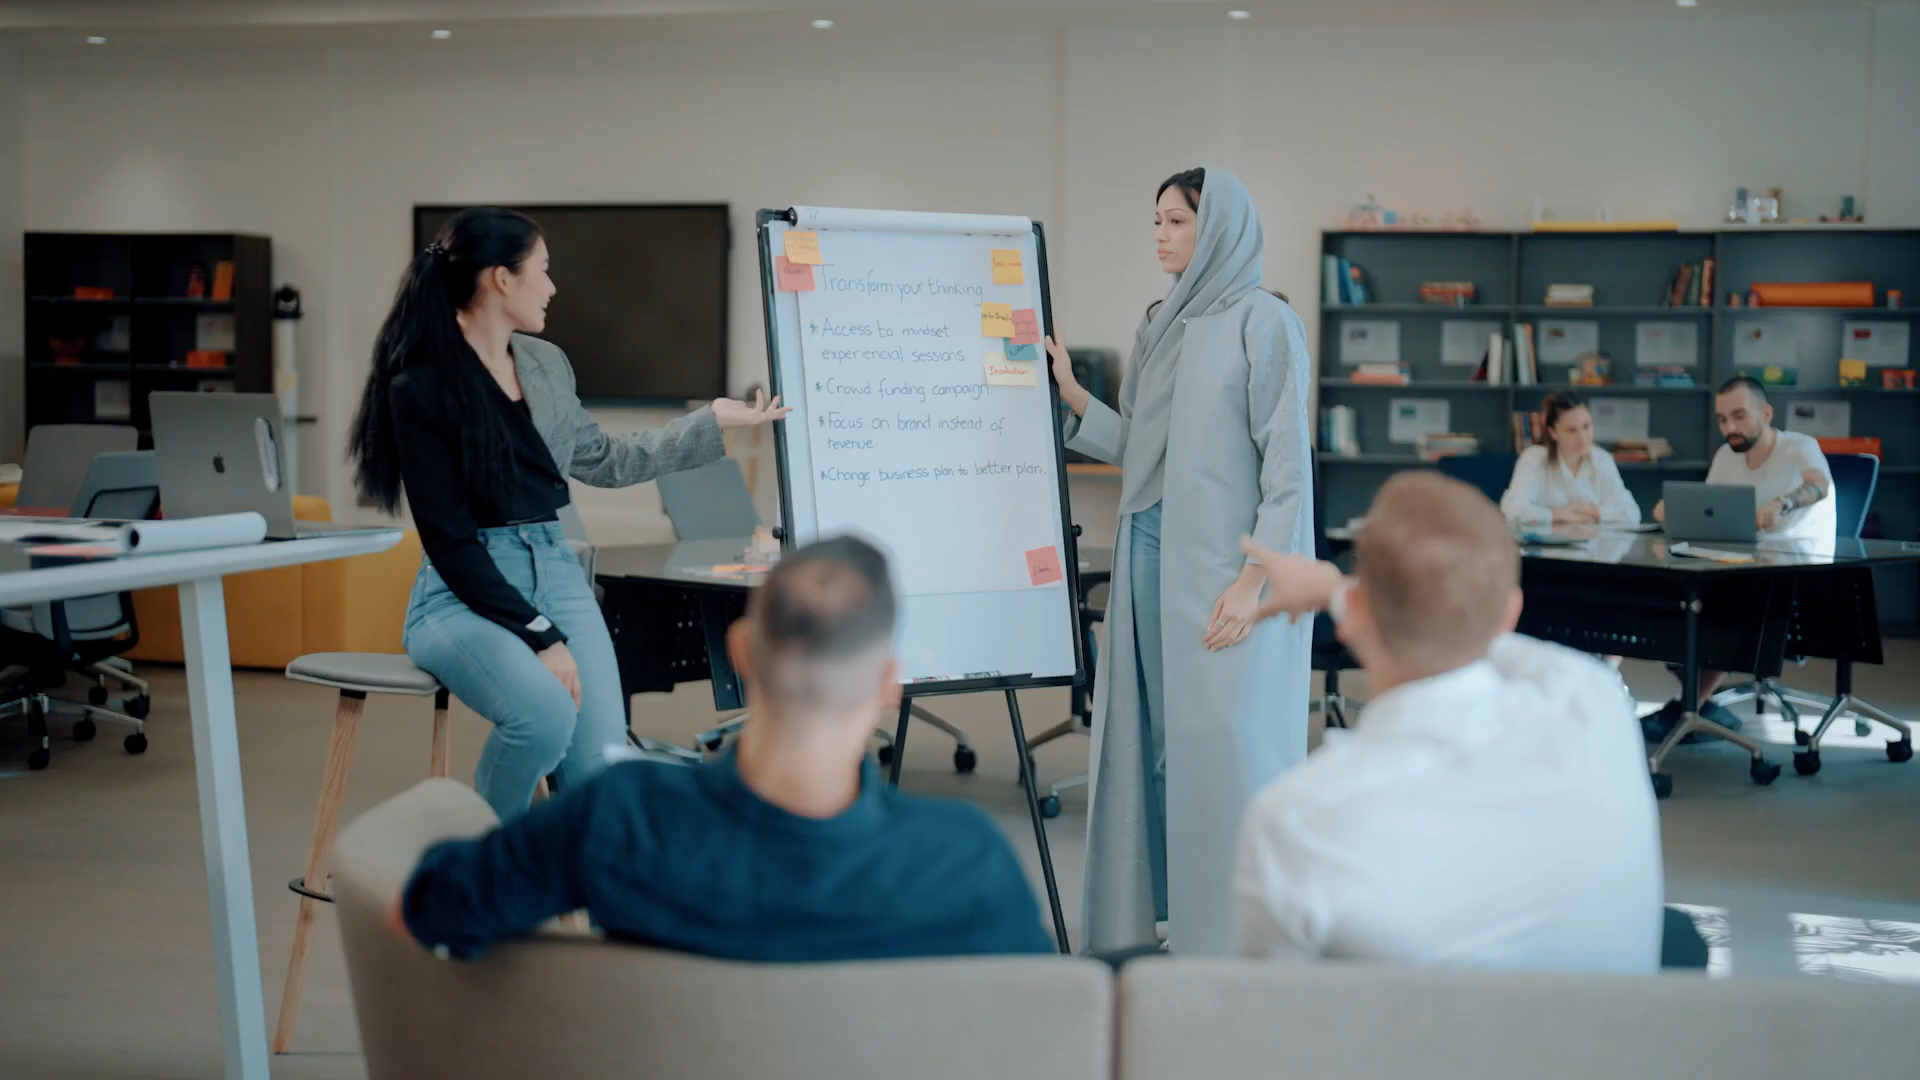 Transform your thinking
* Access to mindset
experiencial sessions.
* Crowd funding campaign.
* Focus on brand instead of
revenue.
* Change business plan to better plan.
Incubation